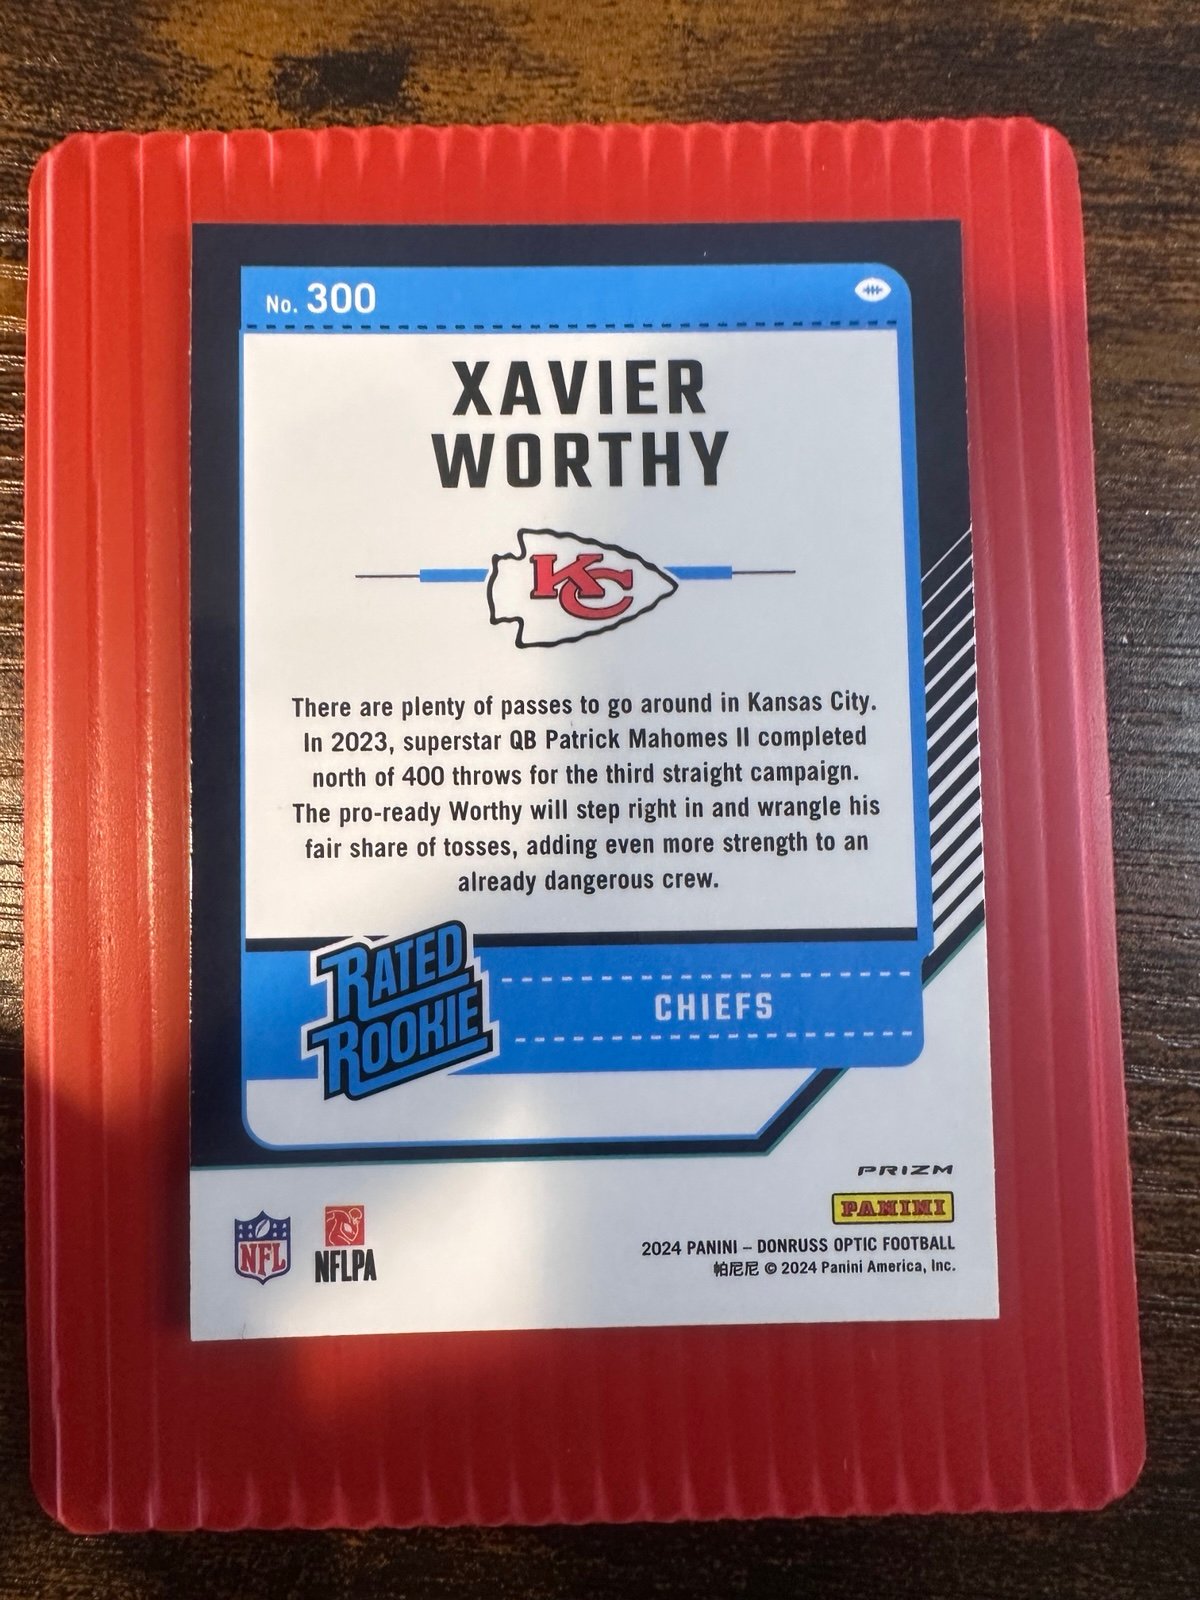 No. 300
XAVIER
WORTHY
KC
There are plenty of passes to go around in Kansas City.
In 2023, superstar QB Patrick Mahomes II completed
north of 400 throws for the third straight campaign.
The pro-ready Worthy will step right in and wrangle his
fair share of tosses, adding even more strength to an
already dangerous crew.
RATED
ROOKIE
CHIEFS
PRIZM
PANINI
NFL
NFLPA
2024 PANINI – DONRUSS OPTIC FOOTBALL
帕尼尼 © 2024 Panini America, Inc.